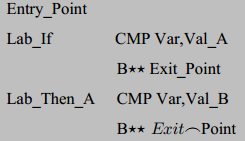 Entry_Point
Lab_If CMP Var,Val_A
B⋆⋆ Exit_Point
Lab_Then_A CMP Var,Val_B
B⋆⋆ Exit⌢Point